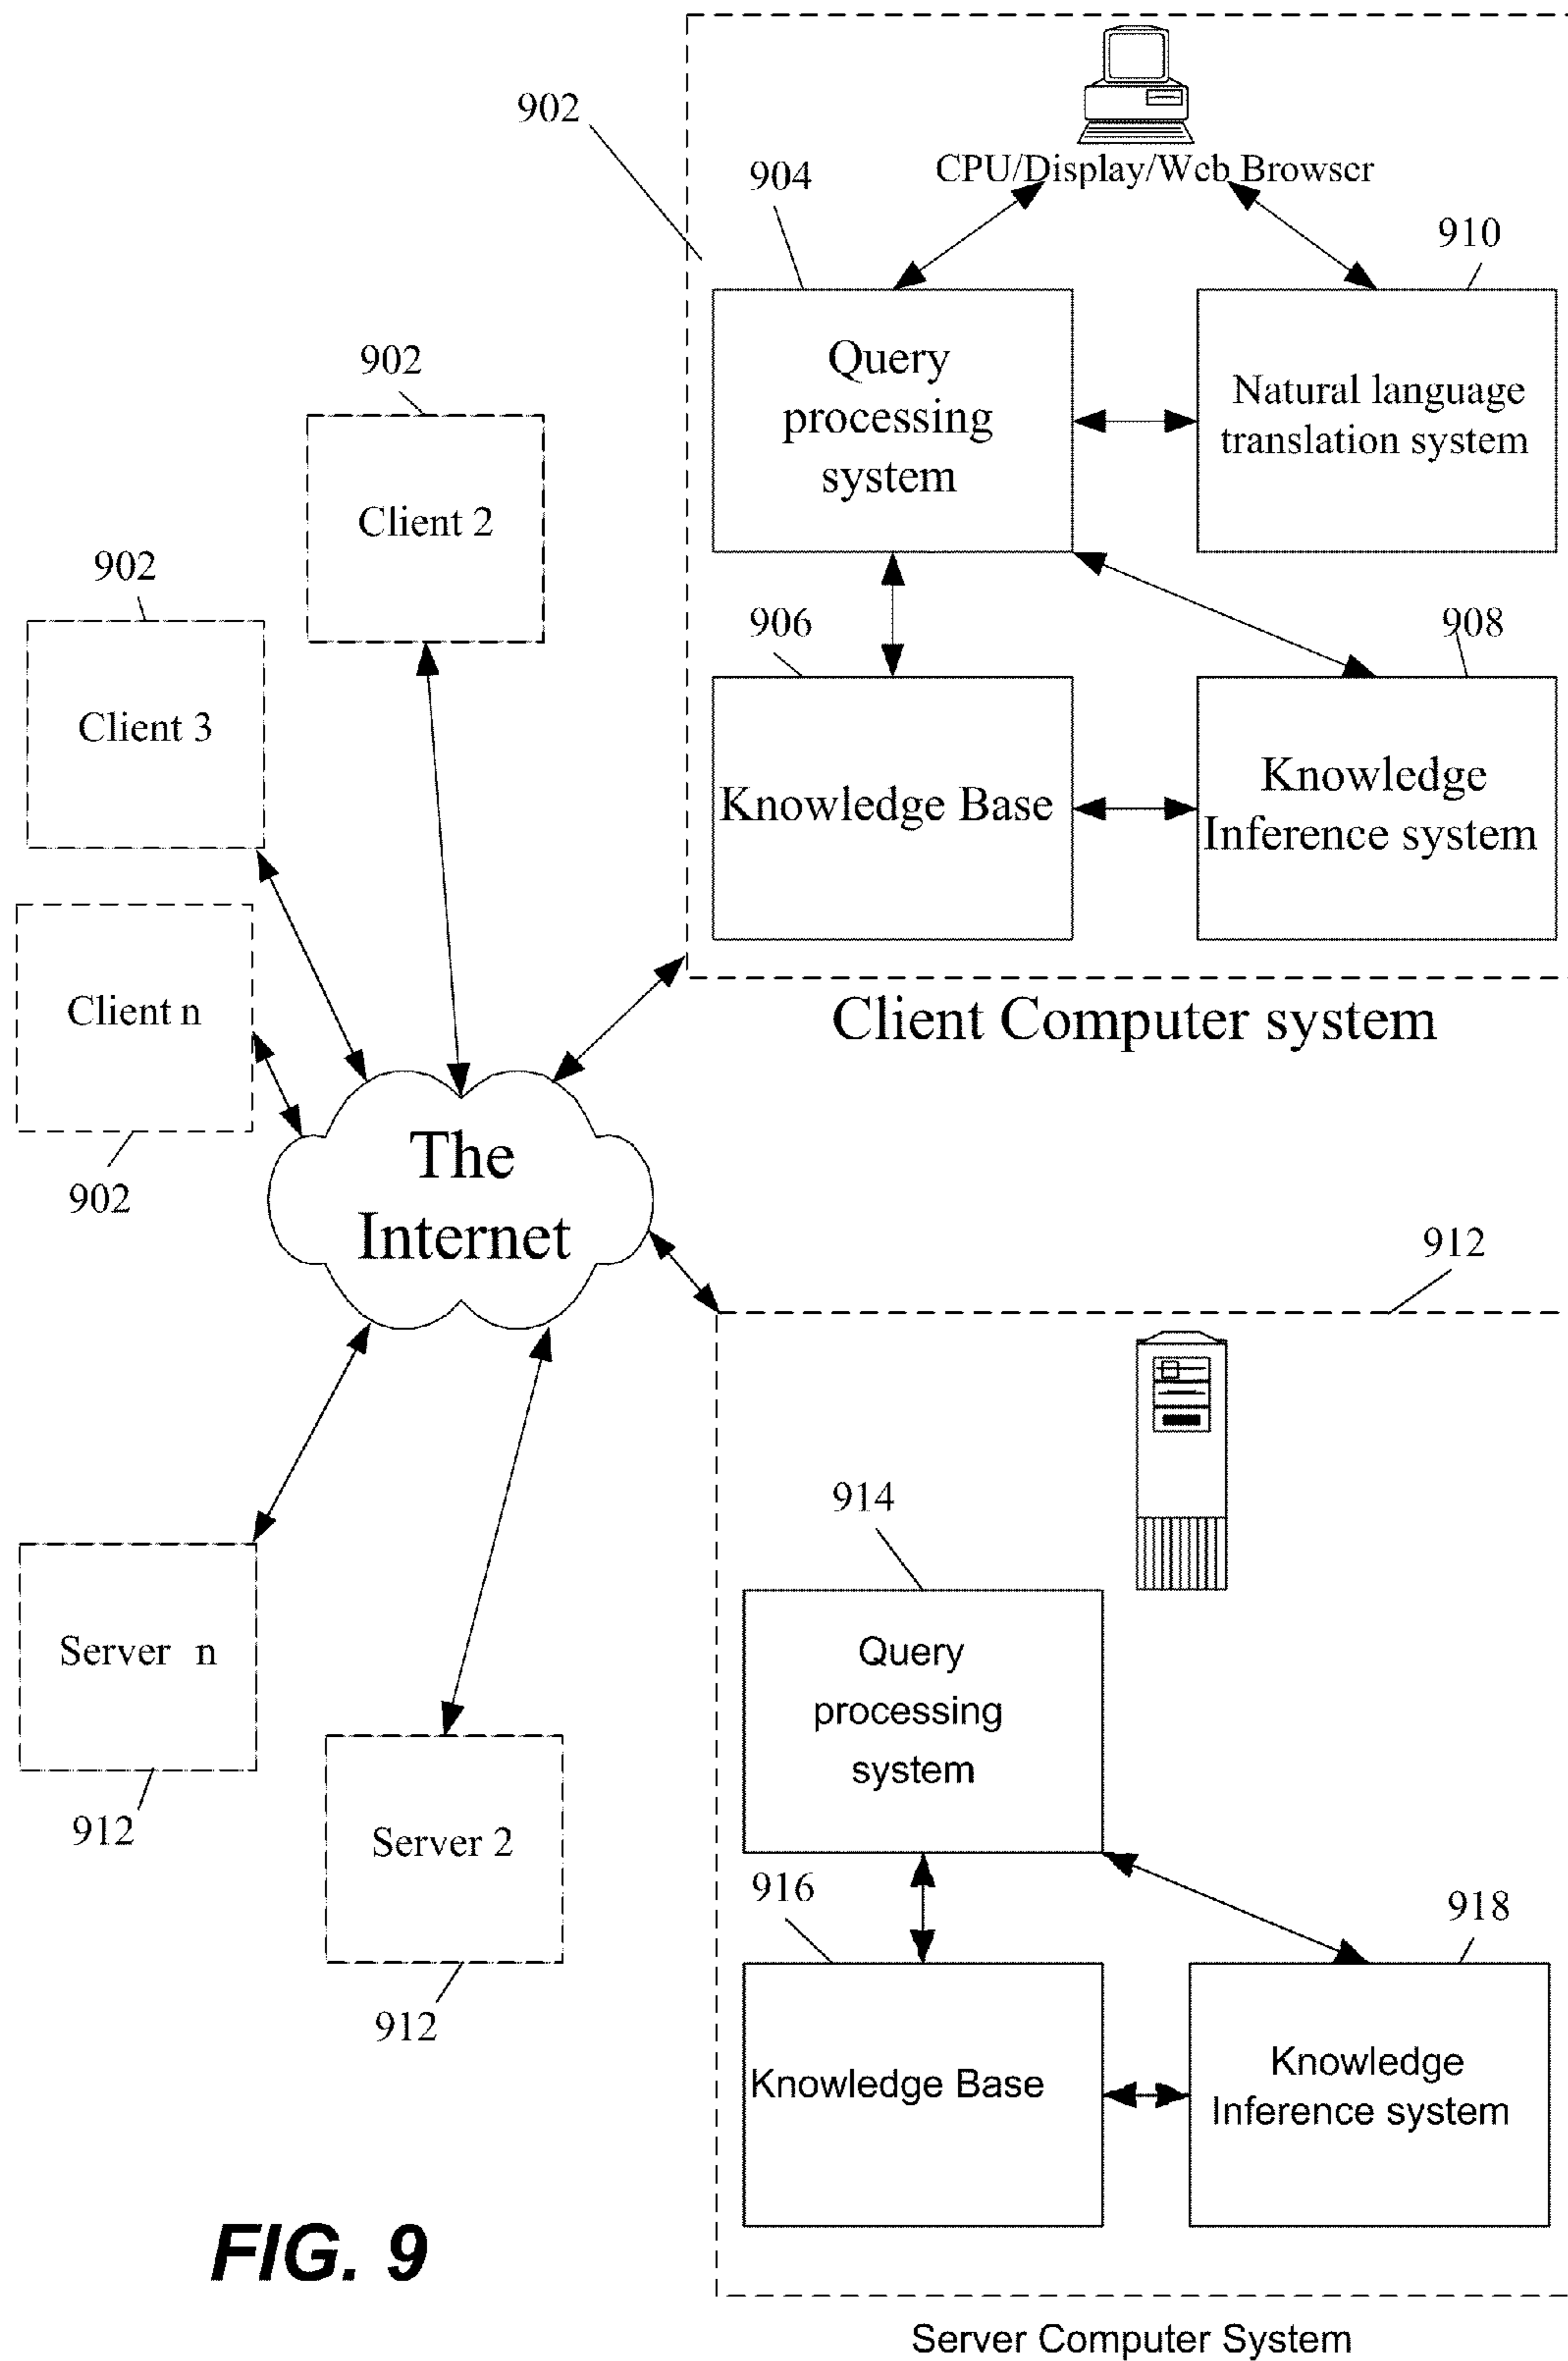 902
CPU/Display/Web Browser
904
910
Query
processing
system
Natural language
translation system
902
Client 2
902
Client 3
906
908
Knowledge Base
Knowledge
Inference system
Client n
902
Client Computer system
The
Internet
912
914
Query
processing
system
Server n
912
Server 2
912
916
918
Knowledge Base
Knowledge
Inference system
FIG. 9
Server Computer System